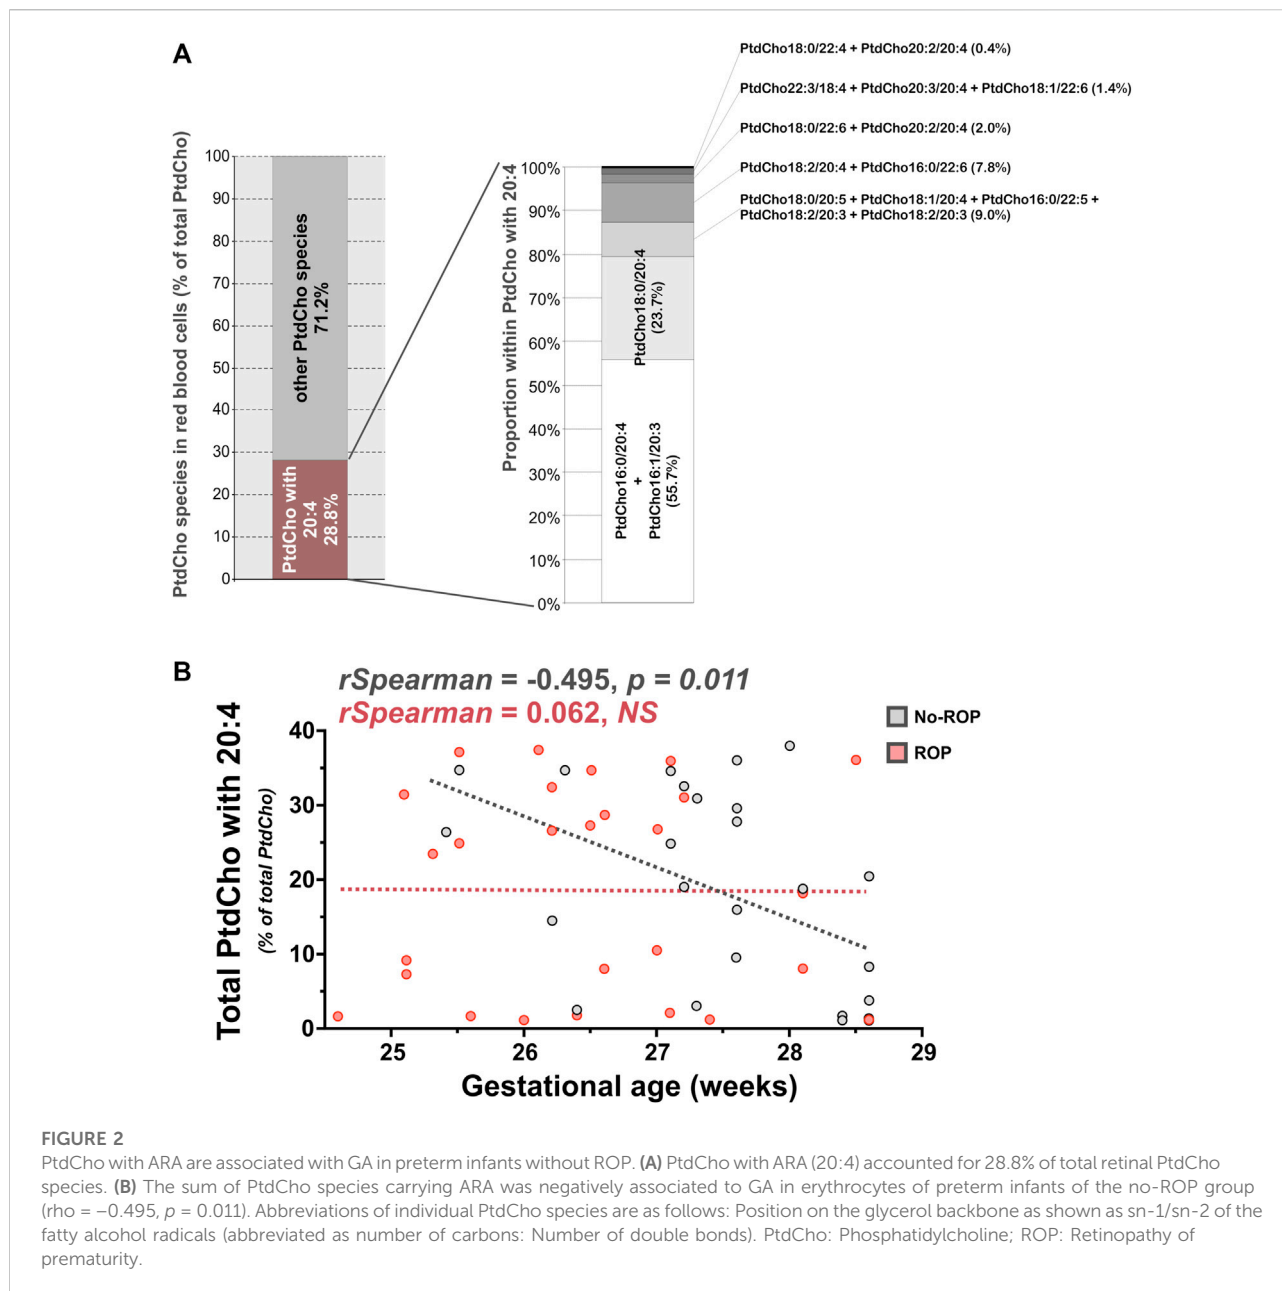 A
PtdCho species in red blood cells (% of total PtdCho)
100
90
80
70
60
50
40
30
20
10
0
other PtdCho species
71.2%
PtdCho with
20:4
28.8%
Proportion within PtdCho with 20:4
100%
90%
80%
70%
60%
50%
40%
30%
20%
10%
0%
PtdCho18:0/20:4
(23.7%)
PtdCho16:0/20:4
+
PtdCho16:1/20:3
(55.7%)
PtdCho18:0/22:4 + PtdCho20:2/20:4 (0.4%)
PtdCho22:3/18:4 + PtdCho20:3/20:4 + PtdCho18:1/22:6 (1.4%)
PtdCho18:0/22:6 + PtdCho20:2/20:4 (2.0%)
PtdCho18:2/20:4 + PtdCho16:0/22:6 (7.8%)
PtdCho18:0/20:5 + PtdCho18:1/20:4 + PtdCho16:0/22:5 +
PtdCho18:2/20:3 + PtdCho18:2/20:3 (9.0%)
B
rSpearman = -0.495, p = 0.011
rSpearman = 0.062, NS
No-ROP
ROP
Total PtdCho with 20:4
(% of total PtdCho)
40
30
20
10
0
25
26
27
28
29
Gestational age (weeks)
FIGURE 2
PtdCho with ARA are associated with GA in preterm infants without ROP. (A) PtdCho with ARA (20:4) accounted for 28.8% of total retinal PtdCho
species. (B) The sum of PtdCho species carrying ARA was negatively associated to GA in erythrocytes of preterm infants of the no-ROP group
(rho = −0.495, p = 0.011). Abbreviations of individual PtdCho species are as follows: Position on the glycerol backbone as shown as sn-1/sn-2 of the
fatty alcohol radicals (abbreviated as number of carbons: Number of double bonds). PtdCho: Phosphatidylcholine; ROP: Retinopathy of
prematurity.